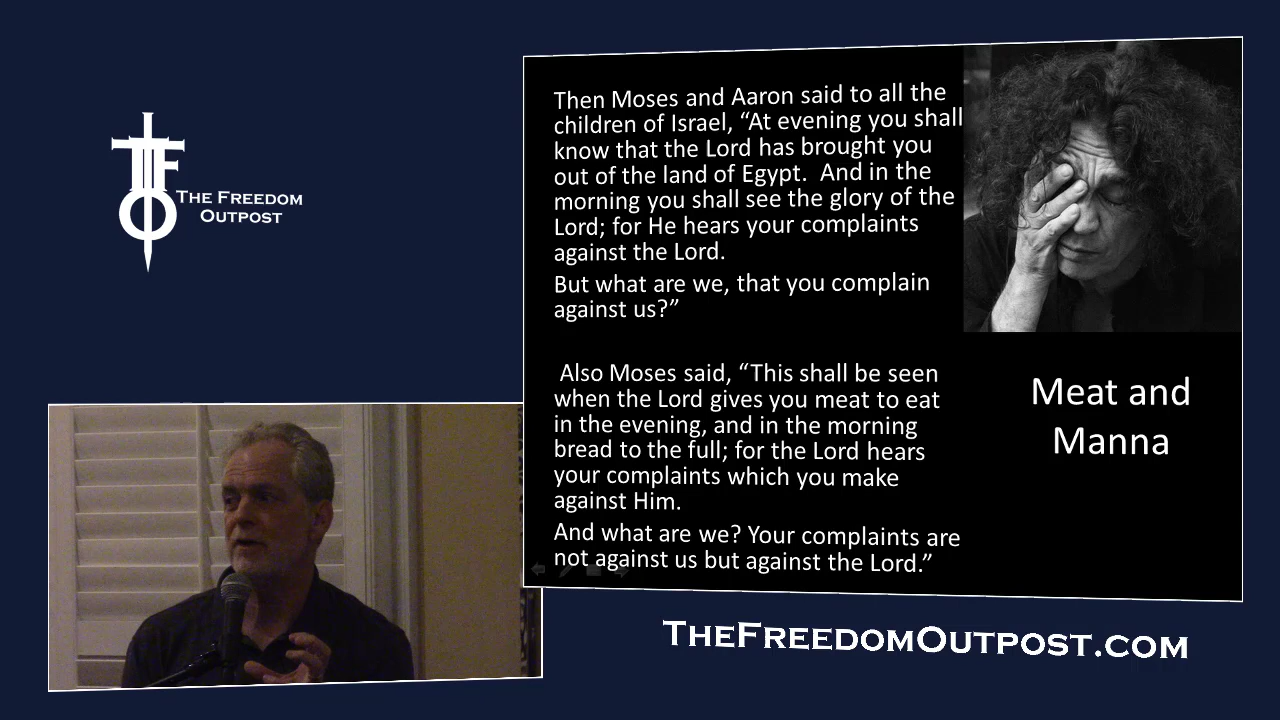 THE FREEDOM
OUTPOST
Then Moses and Aaron said to all the
children of Israel, “At evening you shall
know that the Lord has brought you
out of the land of Egypt.  And in the
morning you shall see the glory of the
Lord; for He hears your complaints
against the Lord.
But what are we, that you complain
against us?”
Also Moses said, “This shall be seen
when the Lord gives you meat to eat
in the evening, and in the morning
bread to the full; for the Lord hears
your complaints which you make
against Him.
And what are we? Your complaints are
not against us but against the Lord.”
Meat and
Manna
THEFREEDOMOUTPOST.COM